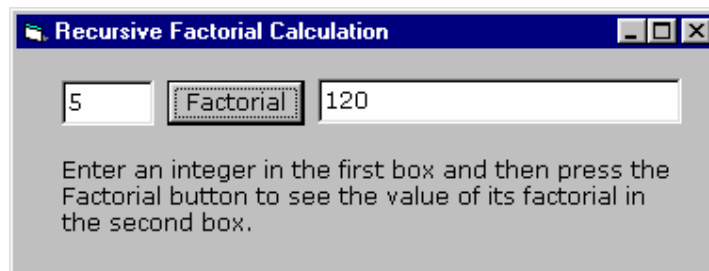 Recursive Factorial Calculation
5 Factorial 120
Enter an integer in the first box and then press the
Factorial button to see the value of its factorial in
the second box.